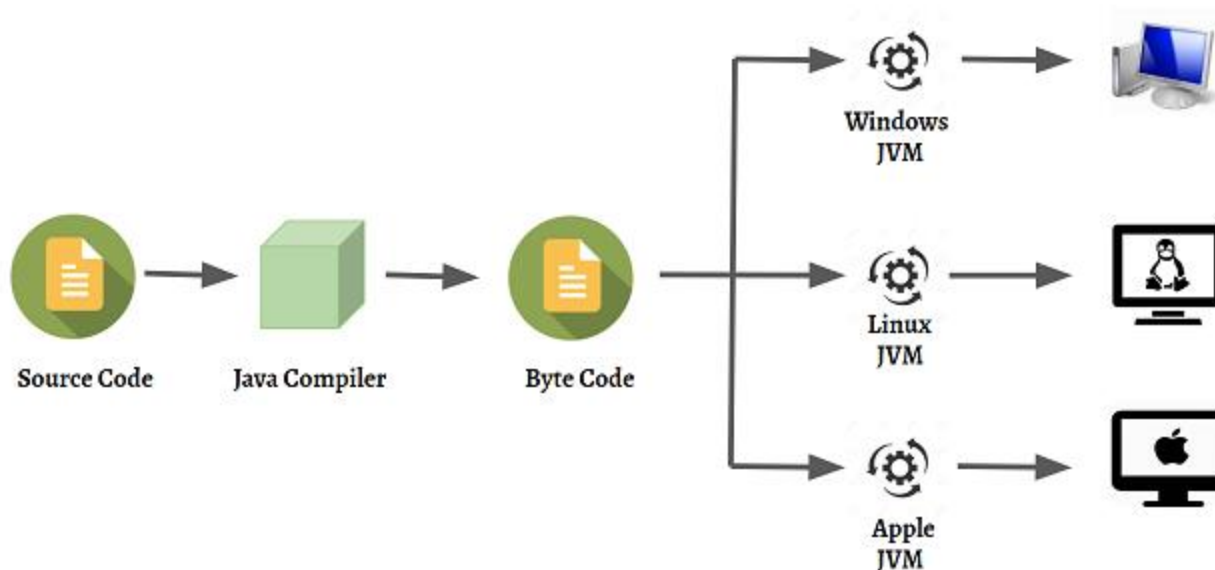 Windows
JVM
Source Code
Java Compiler
Byte Code
Linux
JVM
Apple
JVM